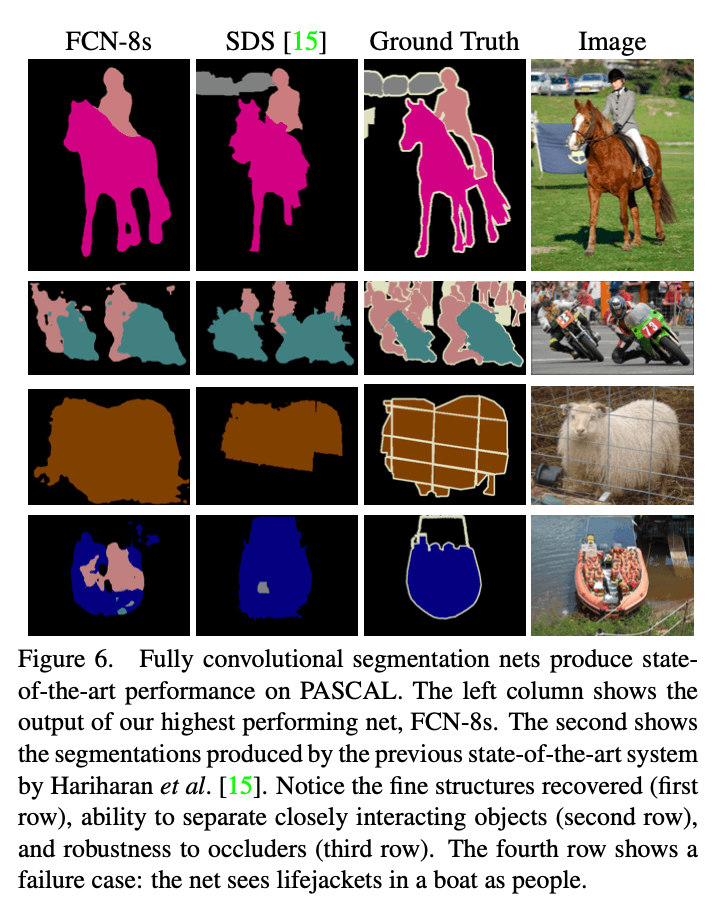 FCN-8s SDS [15] Ground Truth Image
23
73
Figure 6. Fully convolutional segmentation nets produce state-
of-the-art performance on PASCAL. The left column shows the
output of our highest performing net, FCN-8s. The second shows
the segmentations produced by the previous state-of-the-art system
by Hariharan et al. [15]. Notice the fine structures recovered (first
row), ability to separate closely interacting objects (second row),
and robustness to occluders (third row). The fourth row shows a
failure case: the net sees lifejackets in a boat as people.